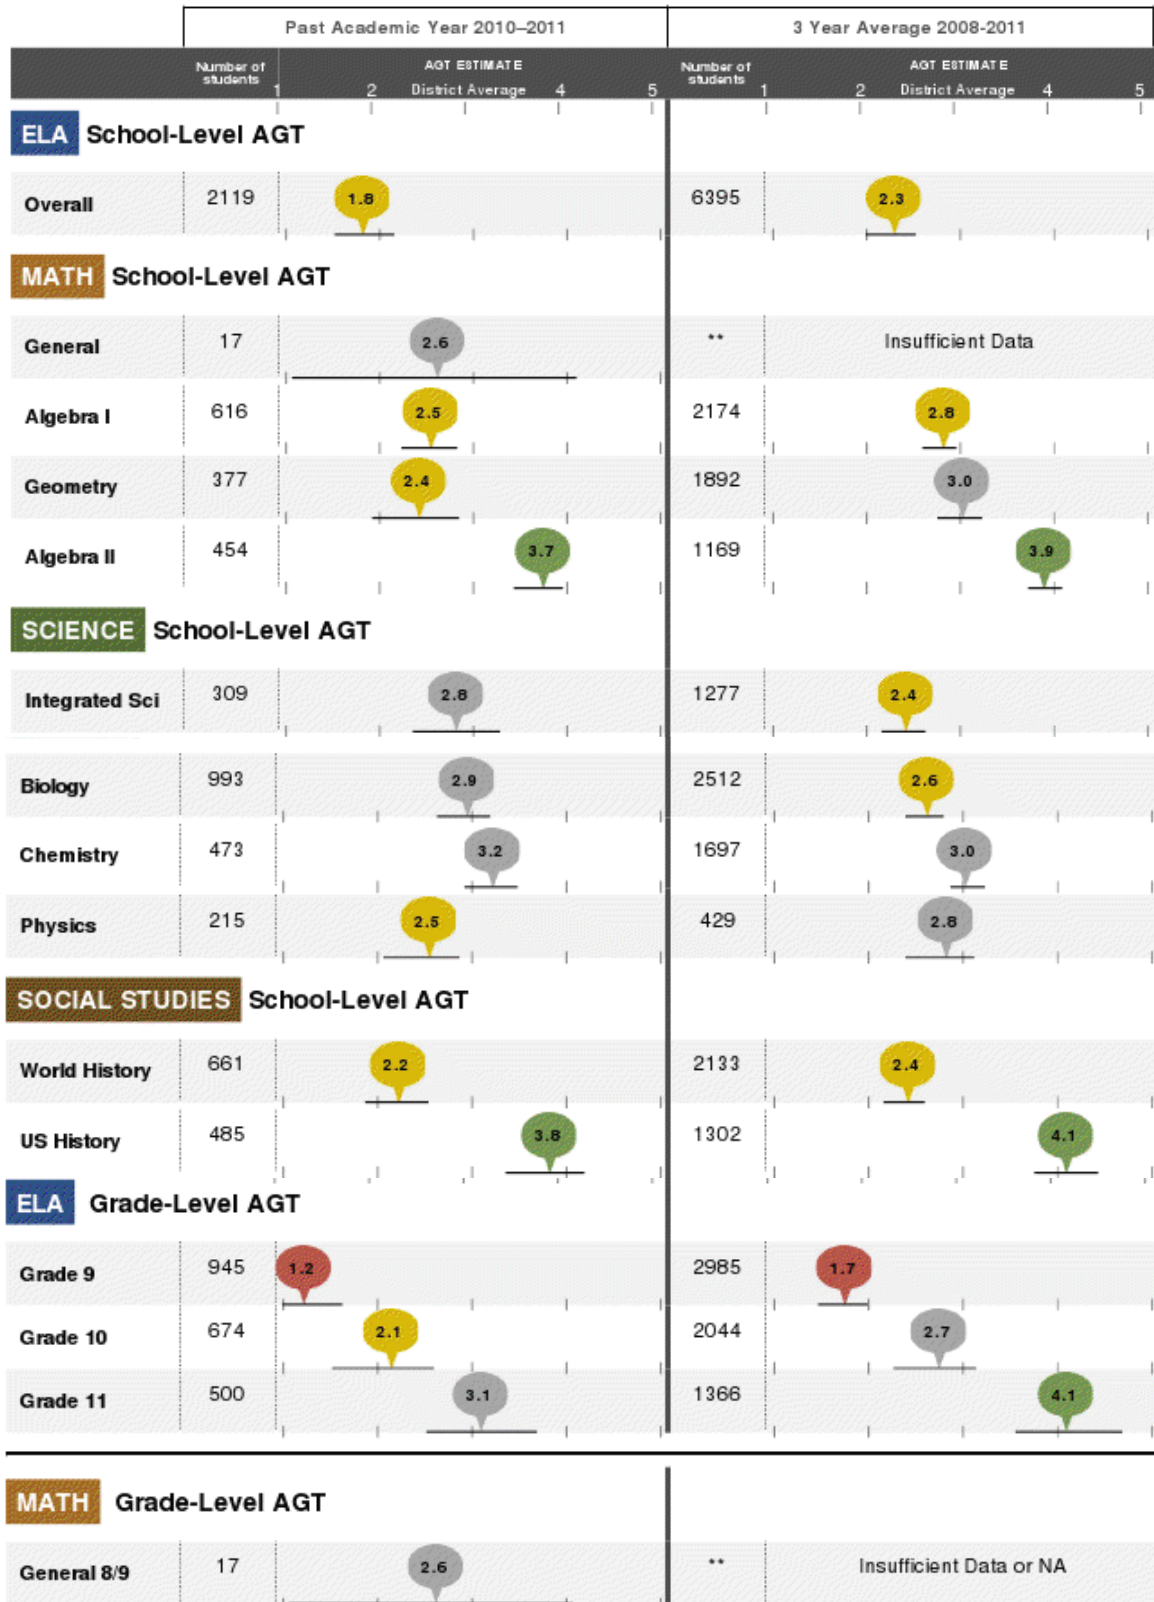 Past Academic Year 2010–2011 3 Year Average 2008-2011
Number of students AGT ESTIMATE Number of students AGT ESTIMATE
1 2 District Average 4 5 1 2 District Average 4 5
ELA School-Level AGT
Overall 2119 1.8 6395 2.3
MATH School-Level AGT
General 17 2.6 ** Insufficient Data
Algebra I 616 2.5 2174 2.8
Geometry 377 2.4 1892 3.0
Algebra II 454 3.7 1169 3.9
SCIENCE School-Level AGT
Integrated Sci 309 2.8 1277 2.4
Biology 993 2.9 2512 2.6
Chemistry 473 3.2 1697 3.0
Physics 215 2.5 429 2.8
SOCIAL STUDIES School-Level AGT
World History 661 2.2 2133 2.4
US History 485 3.8 1302 4.1
ELA Grade-Level AGT
Grade 9 945 1.2 2985 1.7
Grade 10 674 2.1 2044 2.7
Grade 11 500 3.1 1366 4.1
MATH Grade-Level AGT
General 8/9 17 2.6 ** Insufficient Data or NA